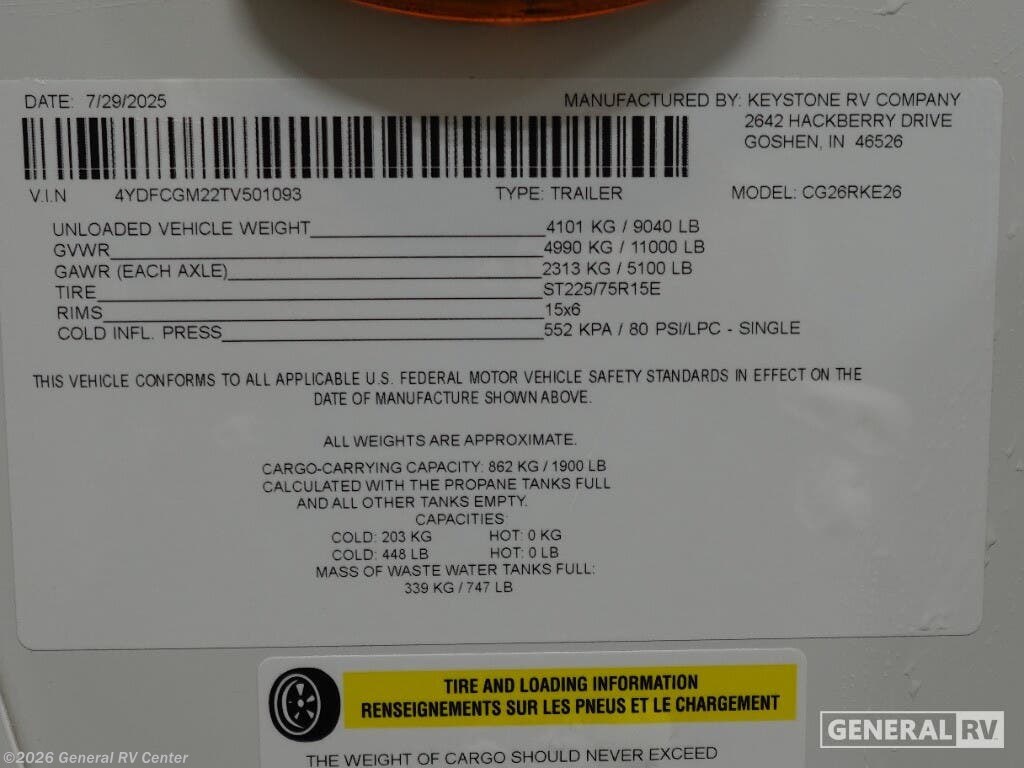 DATE: 7/29/2025
MANUFACTURED BY: KEYSTONE RV COMPANY
2642 HACKBERRY DRIVE
GOSHEN, IN 46526
V.I.N 4YDFCGM22TV501093 TYPE: TRAILER MODEL: CG26RKE26
UNLOADED VEHICLE WEIGHT 4101 KG / 9040 LB
GVWR 4990 KG / 11000 LB
GAWR (EACH AXLE) 2313 KG / 5100 LB
TIRE ST225/75R15E
RIMS 15x6
COLD INFL. PRESS 552 KPA / 80 PSI/LPC - SINGLE
THIS VEHICLE CONFORMS TO ALL APPLICABLE U.S. FEDERAL MOTOR VEHICLE SAFETY STANDARDS IN EFFECT ON THE
DATE OF MANUFACTURE SHOWN ABOVE.
ALL WEIGHTS ARE APPROXIMATE.
CARGO-CARRYING CAPACITY: 862 KG / 1900 LB
CALCULATED WITH THE PROPANE TANKS FULL
AND ALL OTHER TANKS EMPTY.
CAPACITIES:
COLD: 203 KG HOT: 0 KG
COLD: 448 LB HOT: 0 LB
MASS OF WASTE WATER TANKS FULL:
339 KG / 747 LB
TIRE AND LOADING INFORMATION
RENSEIGNEMENTS SUR LES PNEUS ET LE CHARGEMENT
THE WEIGHT OF CARGO SHOULD NEVER EXCEED
GENERAL RV
©2026 General RV Center